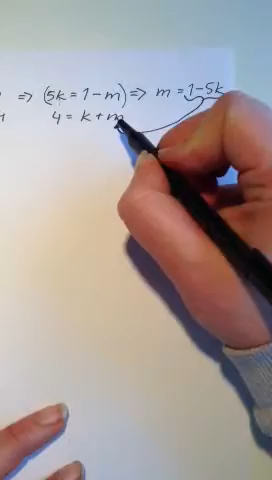 ⇒ (5k = 1 - m) ⇒ m = 1 - 5k
4 = k + m